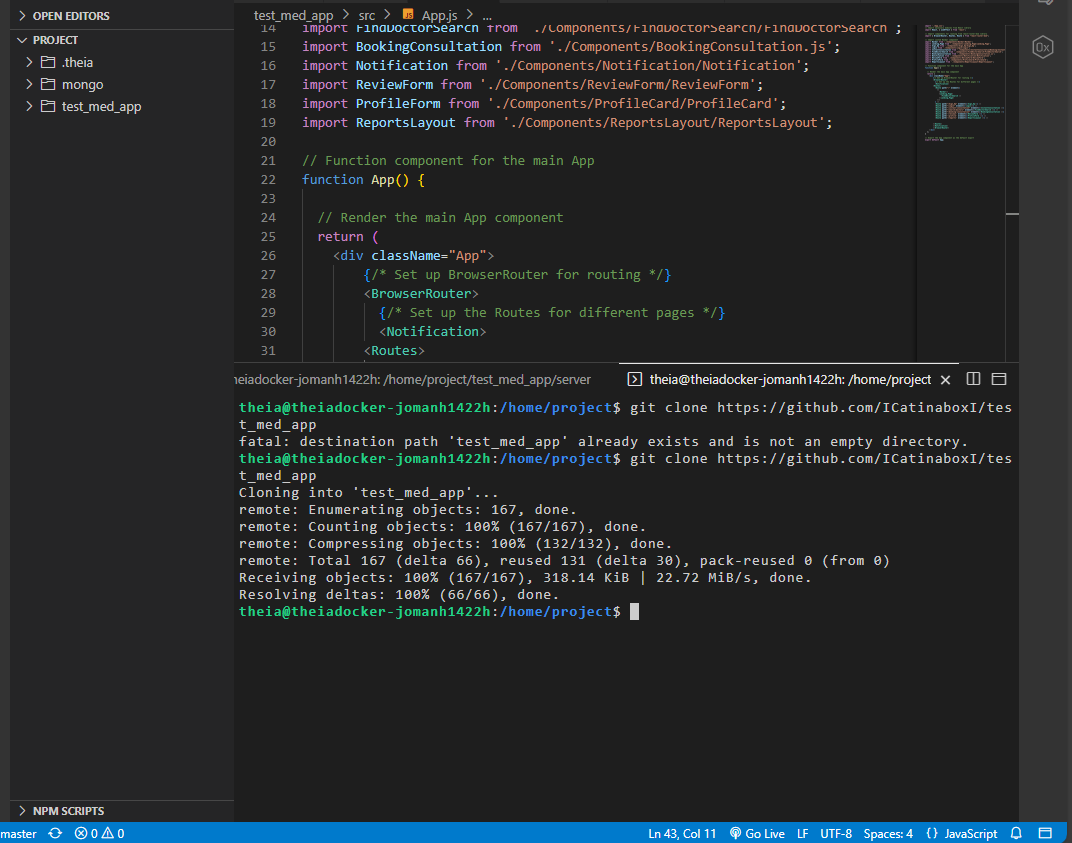 OPEN EDITORS
PROJECT
.theia
mongo
test_med_app
NPM SCRIPTS
test_med_app > src > JS App.js > ...
14 import FindDoctorSearch from './Components/FindDoctorSearch/FindDoctorSearch';
15 import BookingConsultation from './Components/BookingConsultation.js';
16 import Notification from './Components/Notification/Notification';
17 import ReviewForm from './Components/ReviewForm/ReviewForm';
18 import ProfileForm from './Components/ProfileCard/ProfileCard';
19 import ReportsLayout from './Components/ReportsLayout/ReportsLayout';
20
21 // Function component for the main App
22 function App() {
23
24 // Render the main App component
25 return (
26 <div className="App">
27 {/* Set up BrowserRouter for routing */}
28 <BrowserRouter>
29 {/* Set up the Routes for different pages */}
30 <Notification>
31 <Routes>
heiadocker-jomanh1422h: /home/project/test_med_app/server
theia@theiadocker-jomanh1422h: /home/project
theia@theiadocker-jomanh1422h:/home/project$ git clone https://github.com/ICatinaboxI/tes
t_med_app
fatal: destination path 'test_med_app' already exists and is not an empty directory.
theia@theiadocker-jomanh1422h:/home/project$ git clone https://github.com/ICatinaboxI/tes
t_med_app
Cloning into 'test_med_app'...
remote: Enumerating objects: 167, done.
remote: Counting objects: 100% (167/167), done.
remote: Compressing objects: 100% (132/132), done.
remote: Total 167 (delta 66), reused 131 (delta 30), pack-reused 0 (from 0)
Receiving objects: 100% (167/167), 318.14 KiB | 22.72 MiB/s, done.
Resolving deltas: 100% (66/66), done.
theia@theiadocker-jomanh1422h:/home/project$
0x
master 0 0 Ln 43, Col 11 Go Live LF UTF-8 Spaces: 4 {} JavaScript